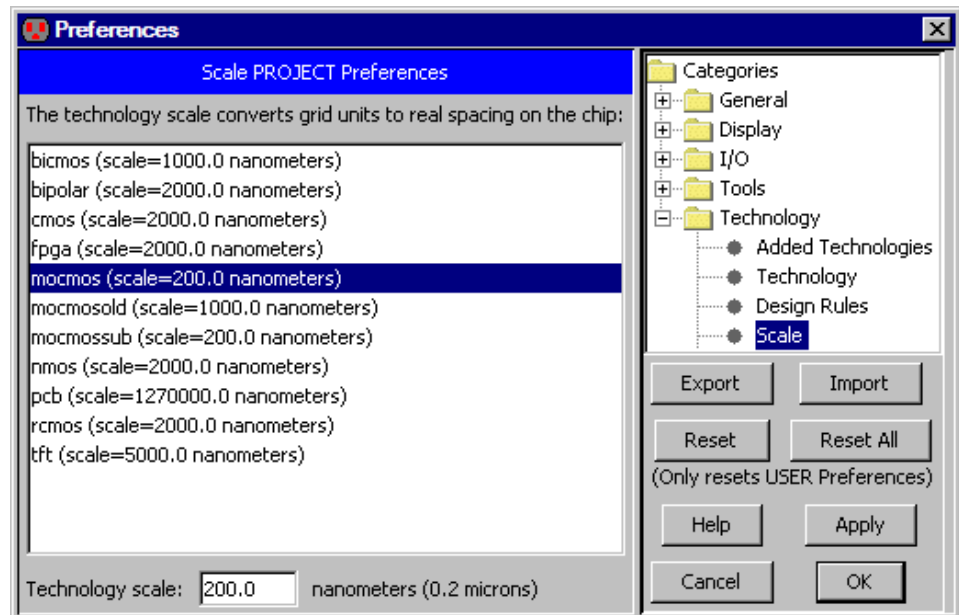 Preferences
Scale PROJECT Preferences
The technology scale converts grid units to real spacing on the chip:
bicmos (scale=1000.0 nanometers)
bipolar (scale=2000.0 nanometers)
cmos (scale=2000.0 nanometers)
fpga (scale=2000.0 nanometers)
mocmos (scale=200.0 nanometers)
mocmosold (scale=1000.0 nanometers)
mocmossub (scale=200.0 nanometers)
nmos (scale=2000.0 nanometers)
pcb (scale=1270000.0 nanometers)
rcmos (scale=2000.0 nanometers)
tft (scale=5000.0 nanometers)
Technology scale: 200.0 nanometers (0.2 microns)
Categories
General
Display
I/O
Tools
Technology
Added Technologies
Technology
Design Rules
Scale
Export Import
Reset Reset All
(Only resets USER Preferences)
Help Apply
Cancel OK